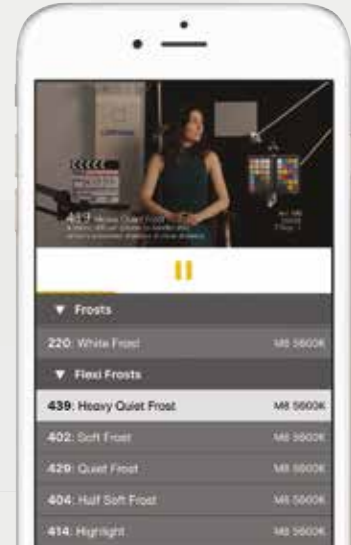 Heavy Quiet Frost
▼ Frosts
220: White Frost M8 5600K
▼ Flexi Frosts
439: Heavy Quiet Frost M8 5600K
402: Soft Frost M8 5600K
429: Quiet Frost M8 5600K
404: Half Soft Frost M8 5600K
414: Highlight M8 5600K